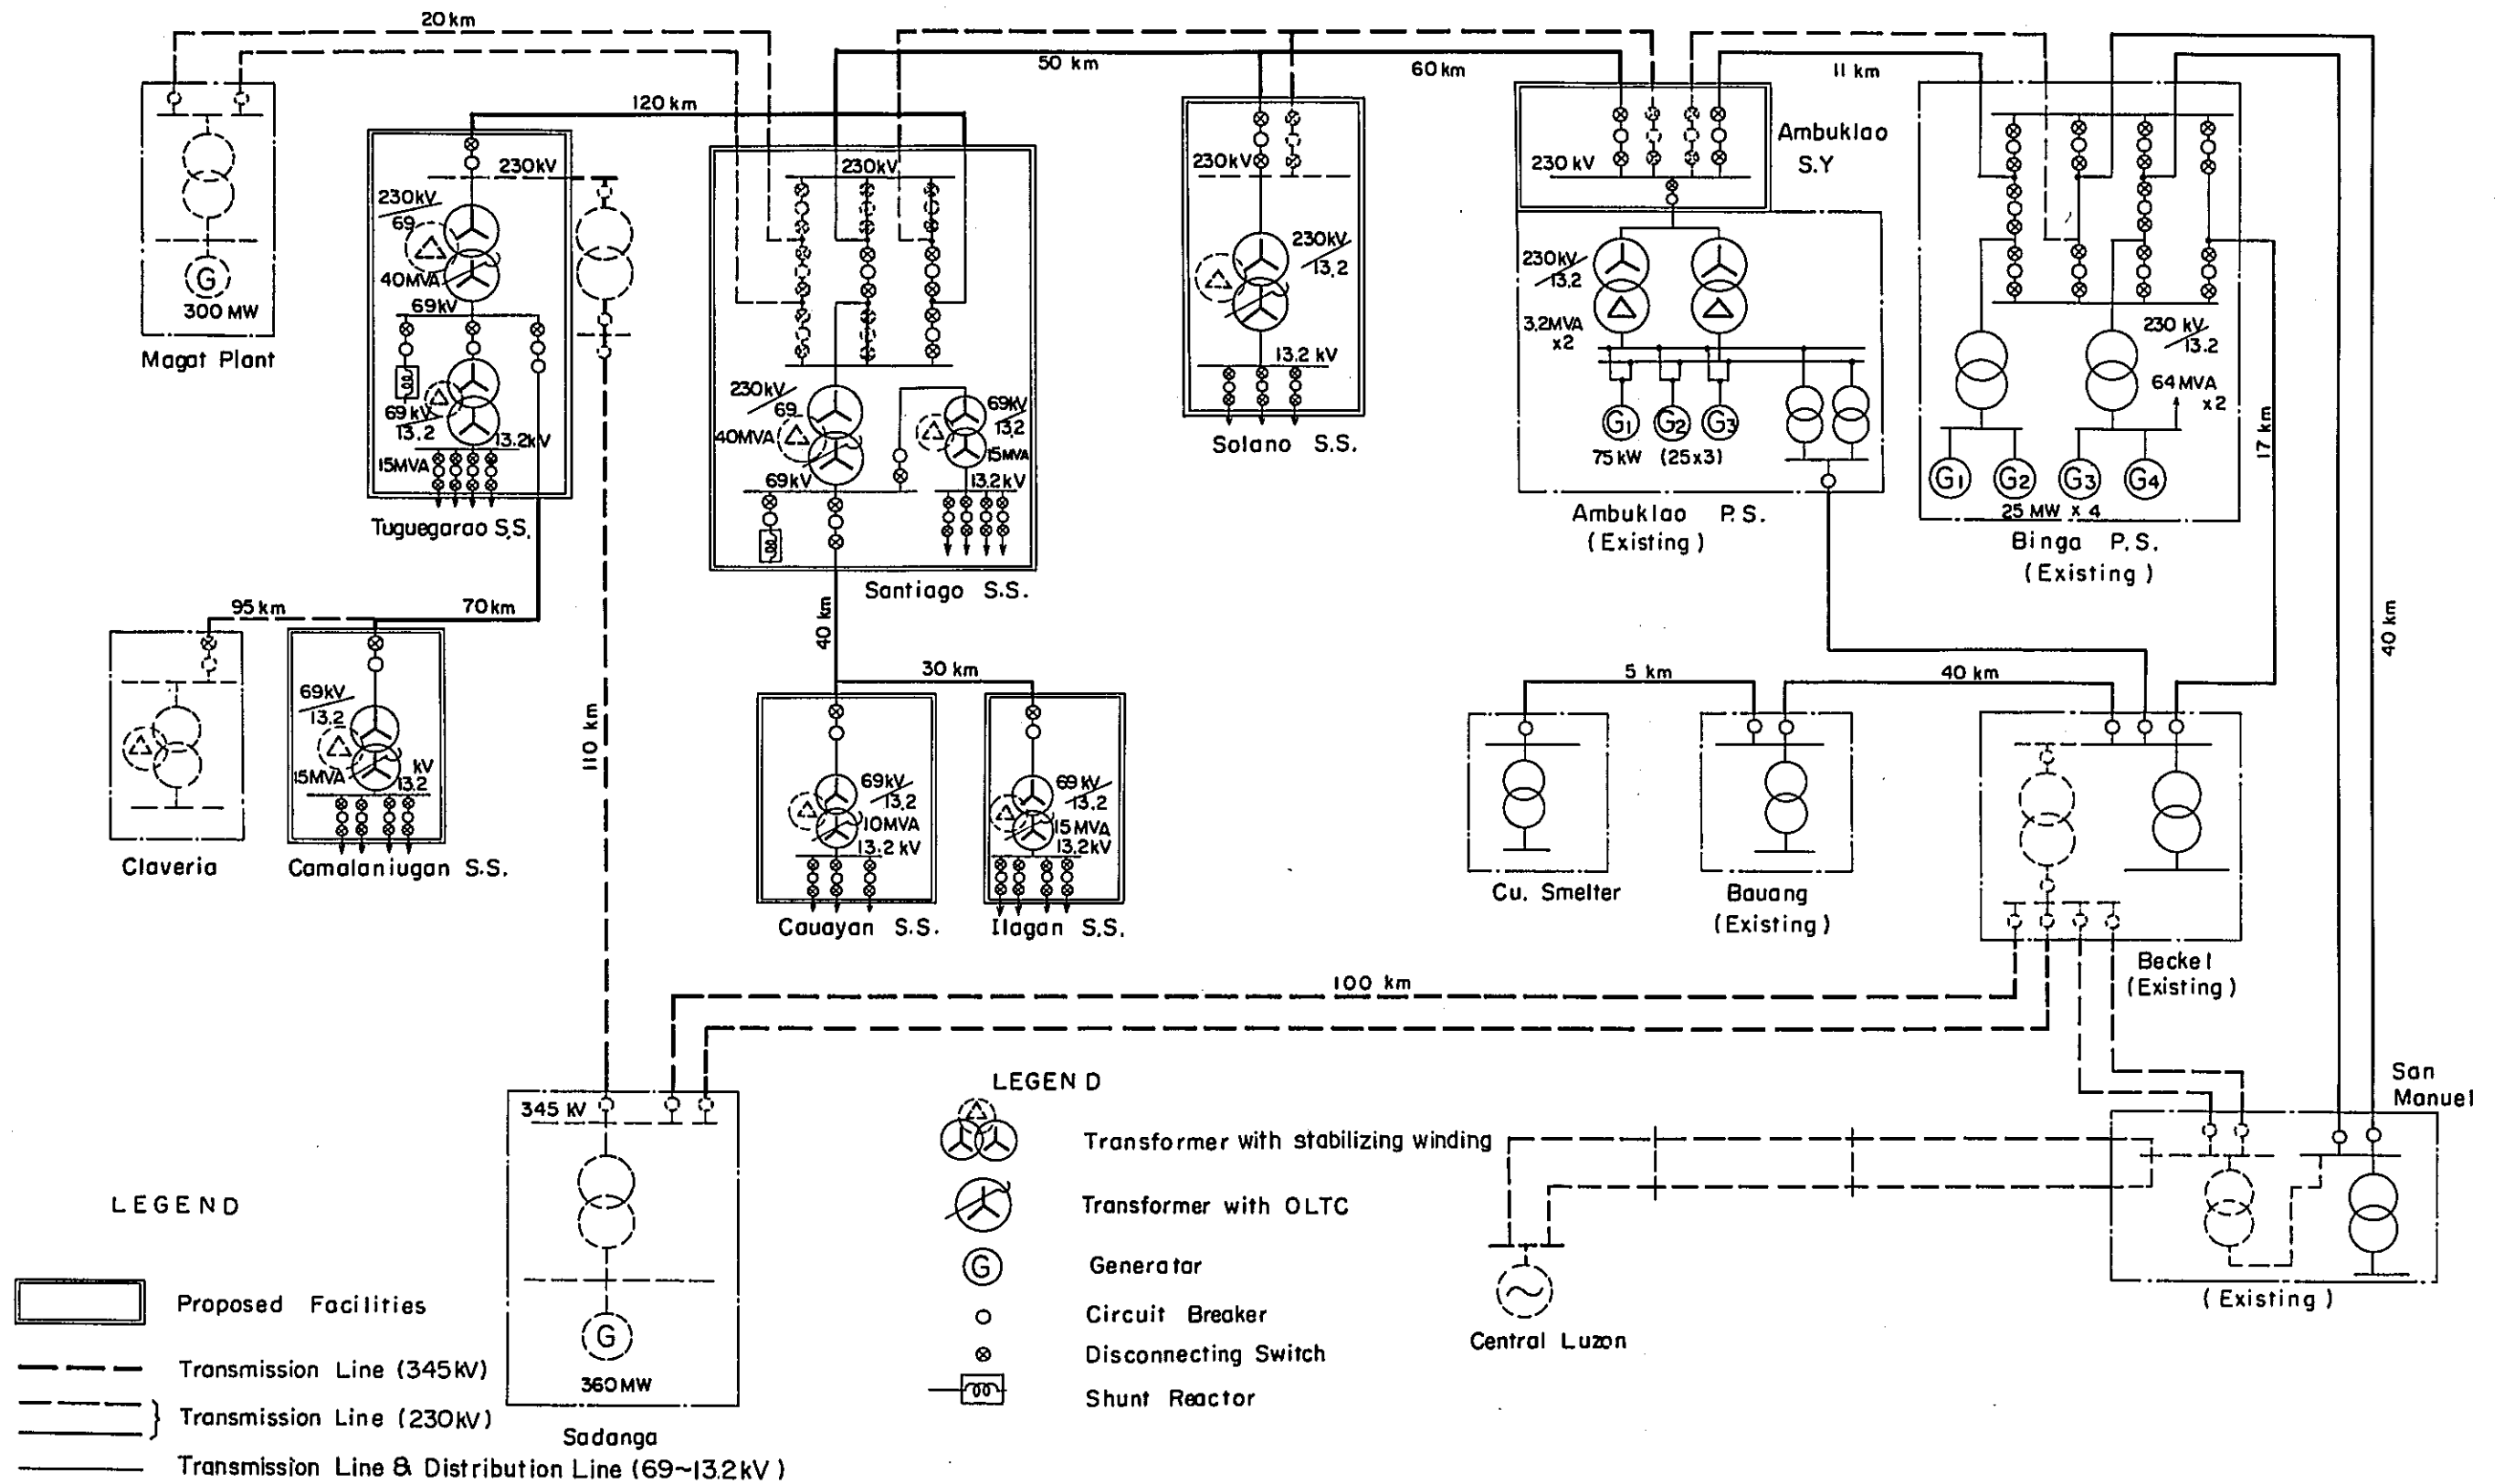 20 km
50 km
60 km
11 km
120 km
Magat Plant
G
300 MW
230kV
230kV
69
40MVA
69kV
69 kV
13.2
13.2kV
15MVA
Tuguegarao S.S.
230kV
230kV
69
40MVA
69kV
69kV
13.2
15MVA
13.2kV
Santiago S.S.
230kV
230kV
13.2
13.2 kV
Solano S.S.
Ambuklao
S.Y
230 kV
230kV
13.2
3.2MVA
x2
G1
G2
G3
75 kW (25x3)
Ambuklao P.S.
(Existing)
230 kV
13.2
64 MVA
x2
G1
G2
G3
G4
25 MW x 4
Binga P.S.
(Existing)
17 km
40 km
95 km
70 km
Claveria
69kV
13.2
15MVA
kV
13.2
Camalaniugan S.S.
110 km
40 km
30 km
69kV
13.2
10MVA
13.2 kV
Cauayan S.S.
69 kV
13.2
15 MVA
13.2kV
Ilagan S.S.
5 km
40 km
Cu. Smelter
Bauang
(Existing)
Beckel
(Existing)
100 km
345 kV
G
360MW
Sadanga
San
Manuel
(Existing)
Central Luzon
LEGEND
Transformer with stabilizing winding
Transformer with OLTC
G
Generator
Circuit Breaker
Disconnecting Switch
Shunt Reactor
LEGEND
Proposed Facilities
Transmission Line (345kV)
Transmission Line (230kV)
Transmission Line & Distribution Line (69~13.2kV)